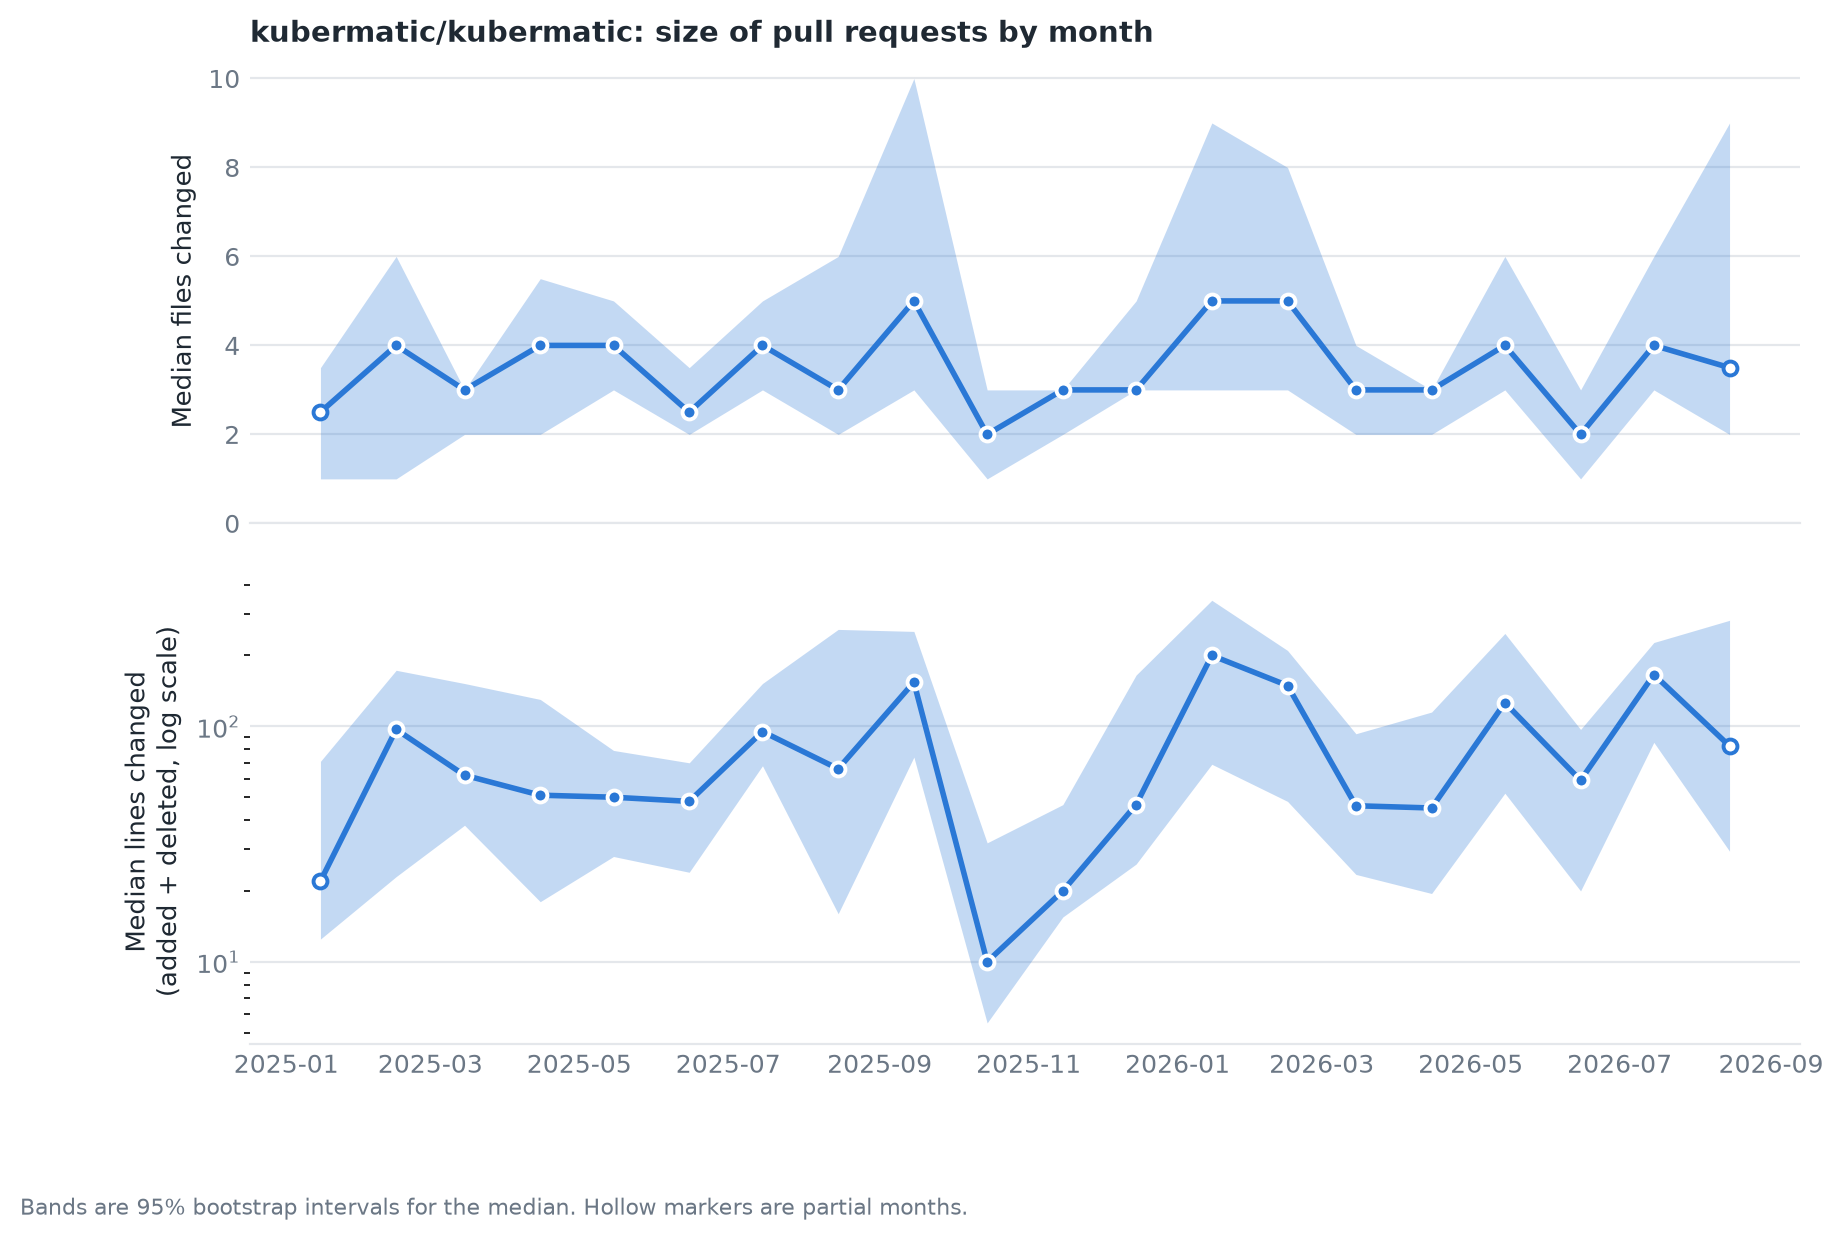 kubermatic/kubermatic: size of pull requests by month
Median files changed
10
8
6
4
2
0
Median lines changed
(added + deleted, log scale)
10²
10¹
2025-01 2025-03 2025-05 2025-07 2025-09 2025-11 2026-01 2026-03 2026-05 2026-07 2026-09
Bands are 95% bootstrap intervals for the median. Hollow markers are partial months.